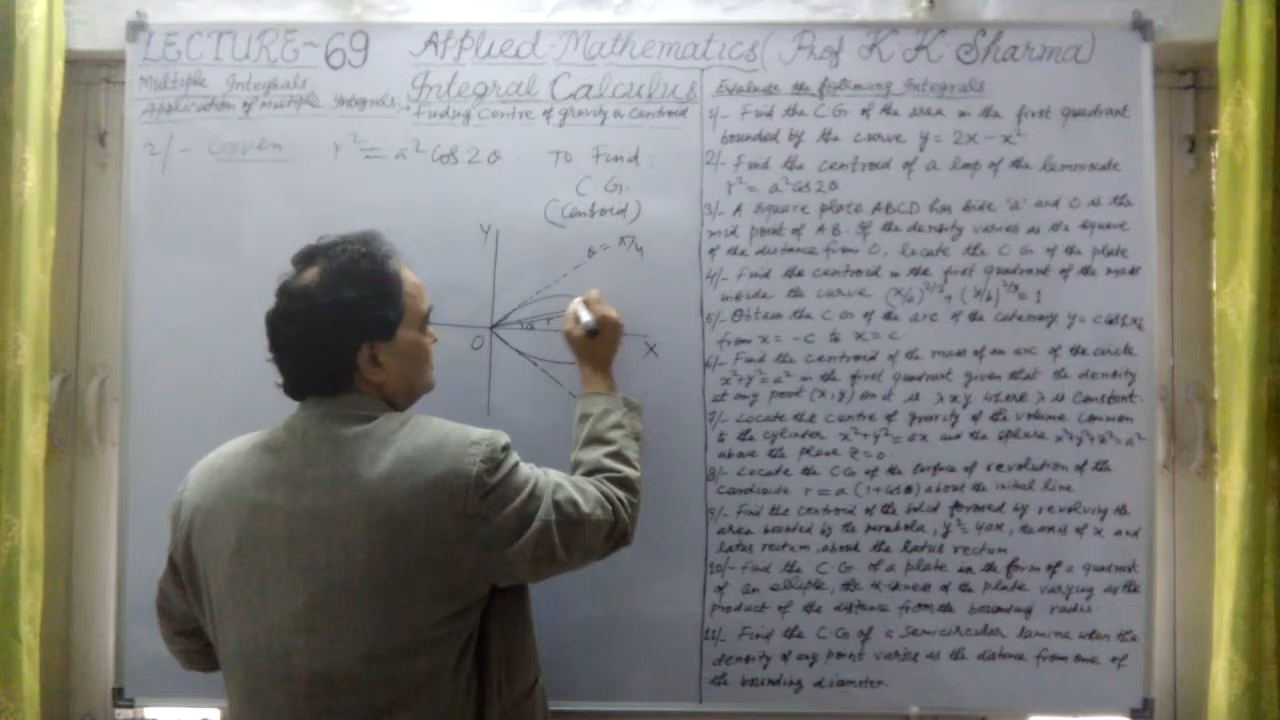 LECTURE-69 Applied Mathematics (Prof K K Sharma)
Multiple Integrals Integral Calculus
Application of Multiple Integrals:- Finding Centre of gravity or Centroid
2/- Given r² = a² Cos 2θ To Find
C G.
(Centroid)
Y
θ = π/4
O
X
Evaluate the following Integrals
1/- Find the C G of the area in the first quadrant
bounded by the curve y = 2x - x²
2/- Find the centroid of a loop of the lemniscate
r² = a² Cos 2θ
3/- A square plate ABCD has side 'a' and O is the
mid point of AB. If the density varies as the square
of the distance from O, locate the C G of the plate
4/- Find the centroid in the first quadrant of the mass
inside the curve
5/- Obtain the C G of the arc of the catenary
from x = -c to x = c
6/- Find the centroid of the mass of an arc of the circle
x²+y² = a² in the first quadrant given that the density
at any point (x, y) on it is λxy where λ is Constant.
7/- Locate the centre of gravity of the volume common
to the cylinder x²+y² = ax and the sphere x²+y²+z² = a²
above the plane z=0
8/- Locate the CG of the surface of revolution of the
Cardioide r = a (1+Cosθ) about the initial line
9/- Find the centroid of the solid formed by revolving the
area bounded by the parabola, y² = 4ax, the axis of x and
latus rectum, about the latus rectum.
10/- Find the C.G. of a plate in the form of a quadrant
of an ellipse, the thickness of the plate varying as the
product of the distance from the bounding radii
11/- Find the C.G of a semicircular lamina when the
density of any point varies as the distance from one of
the bounding diameter.